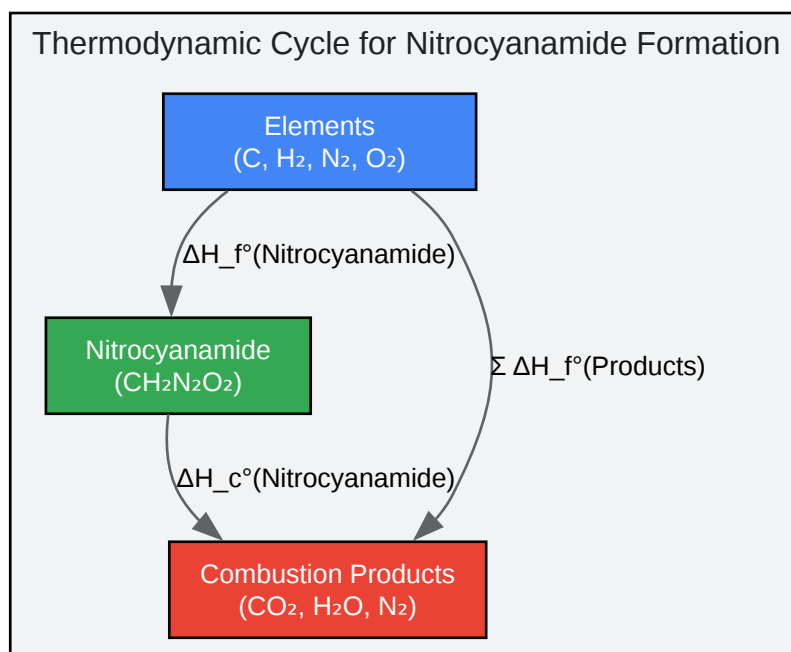 Thermodynamic Cycle for Nitrocyanamide Formation
Elements
(C, H₂, N₂, O₂)
ΔH_f°(Nitrocyanamide)
Nitrocyanamide
(CH₂N₂O₂)
Σ ΔH_f°(Products)
ΔH_c°(Nitrocyanamide)
Combustion Products
(CO₂, H₂O, N₂)